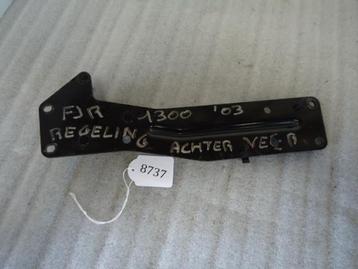 FJR 1300 '03
REGELING ACHTER VEER
8737